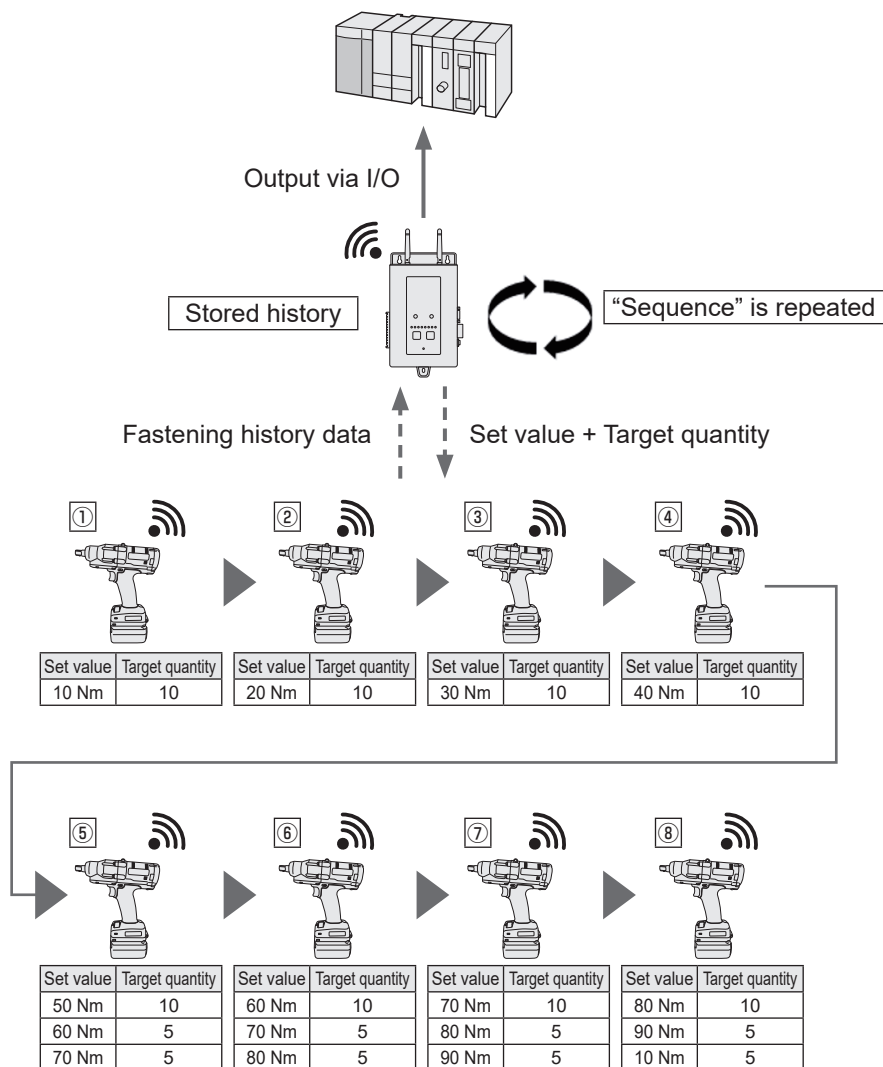 Output via I/O
Stored history
“Sequence” is repeated
Fastening history data
Set value + Target quantity
① ② ③ ④
Set value Target quantity Set value Target quantity Set value Target quantity Set value Target quantity
10 Nm 10 20 Nm 10 30 Nm 10 40 Nm 10
⑤ ⑥ ⑦ ⑧
Set value Target quantity Set value Target quantity Set value Target quantity Set value Target quantity
50 Nm 10 60 Nm 10 70 Nm 10 80 Nm 10
60 Nm 5 70 Nm 5 80 Nm 5 90 Nm 5
70 Nm 5 80 Nm 5 90 Nm 5 10 Nm 5